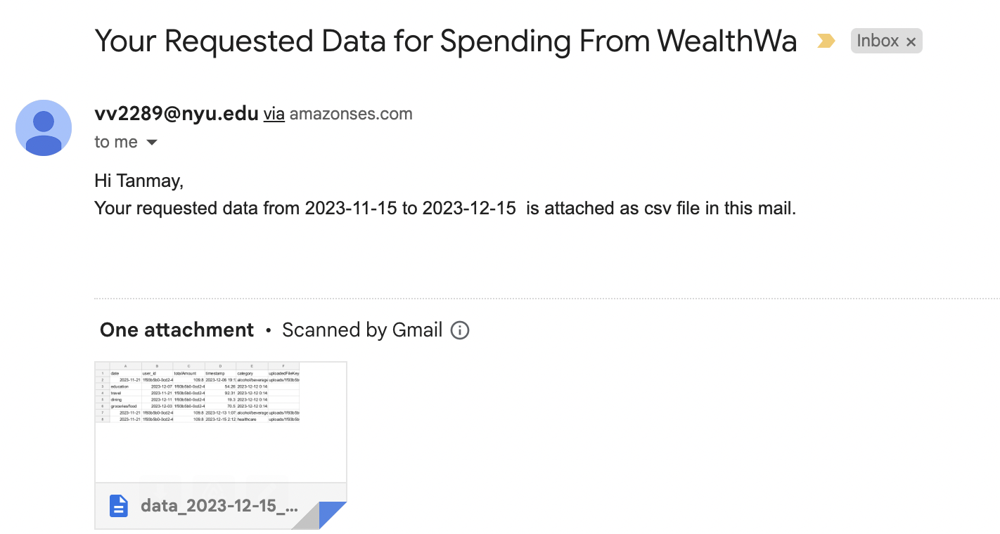 Your Requested Data for Spending From WealthWa
Inbox ×
vv2289@nyu.edu via amazonses.com
to me
Hi Tanmay,
Your requested data from 2023-11-15 to 2023-12-15 is attached as csv file in this mail.
One attachment • Scanned by Gmail
A B C D E F
1 date user_id totalAmount timestamp category uploadedFileKey
2 2023-11-21 1f93b5b0-0cd2-4 109.8 2023-12-06 19:1 alcohol/beverage uploads/1f93b5b
3 education 2023-12-07 1f93b5b0-0cd2-4 54.26 2023-12-12 0:14
4 travel 2023-11-21 1f93b5b0-0cd2-4 92.31 2023-12-12 0:14
5 dining 2023-12-11 1f93b5b0-0cd2-4 19.3 2023-12-12 0:14
6 groceries/food 2023-12-03 1f93b5b0-0cd2-4 70.5 2023-12-12 0:14
7 2023-11-21 1f93b5b0-0cd2-4 109.8 2023-12-13 1:07 alcohol/beverage uploads/1f93b5b
8 2023-11-21 1f93b5b0-0cd2-4 109.8 2023-12-15 2:12 healthcare uploads/1f93b5b
data_2023-12-15_...